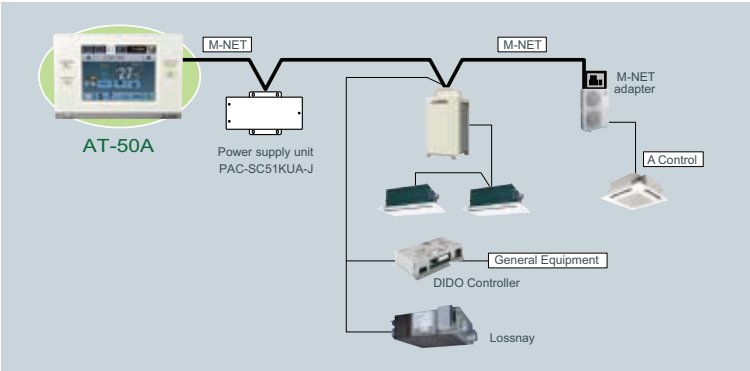 M-NET
M-NET
M-NET
adapter
AT-50A
Power supply unit
PAC-SC51KUA-J
A Control
General Equipment
DIDO Controller
Lossnay